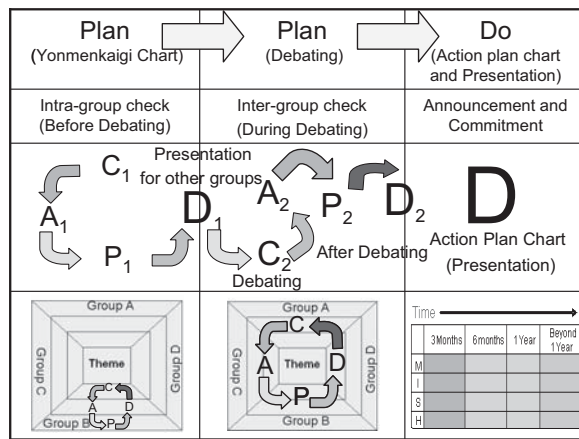 Plan
(Yonmenkaigi Chart)
Plan
(Debating)
Do
(Action plan chart
and Presentation)
Intra-group check
(Before Debating)
Inter-group check
(During Debating)
Announcement and
Commitment
C1
A1
P1
Presentation
for other groups
D1
A2
P2
D2
C2
After Debating
Debating
D
Action Plan Chart
(Presentation)
Group A
Group C
Group D
Theme
C
A
D
P
Group B
Group A
Group C
Group D
C
A
Theme
D
P
Group B
Time
3Months
6months
1Year
Beyond
1Year
M
I
S
H